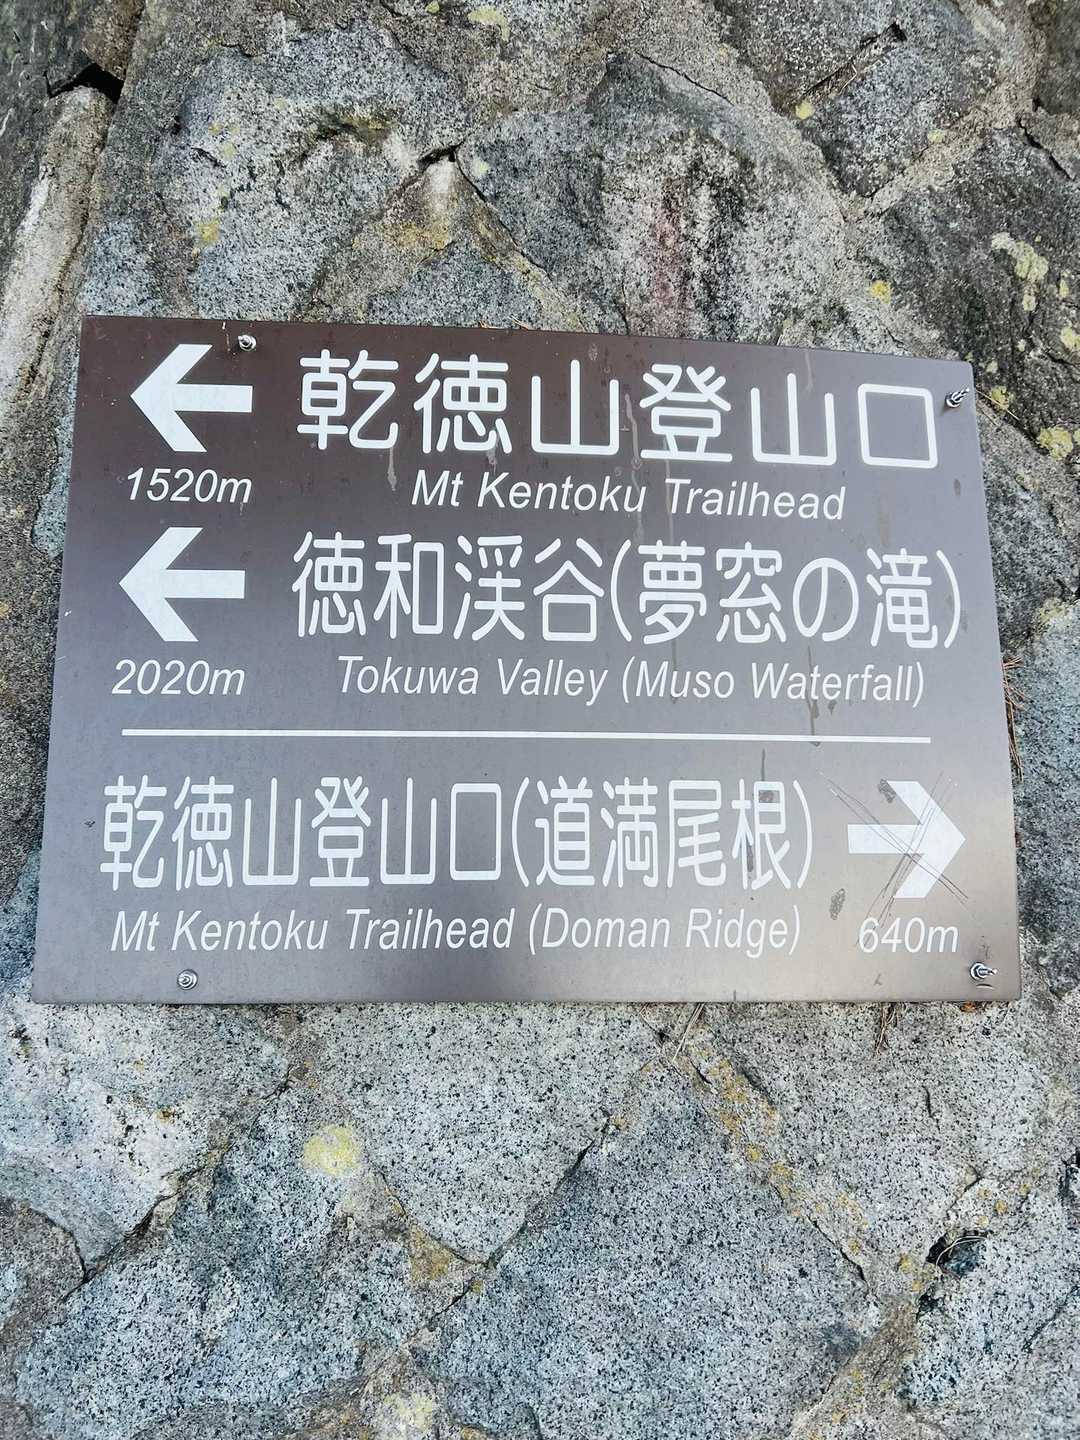 ← 乾徳山登山口
1520m Mt Kentoku Trailhead
← 徳和渓谷(夢窓の滝)
2020m Tokuwa Valley (Muso Waterfall)
乾徳山登山口(道満尾根) →
Mt Kentoku Trailhead (Doman Ridge) 640m